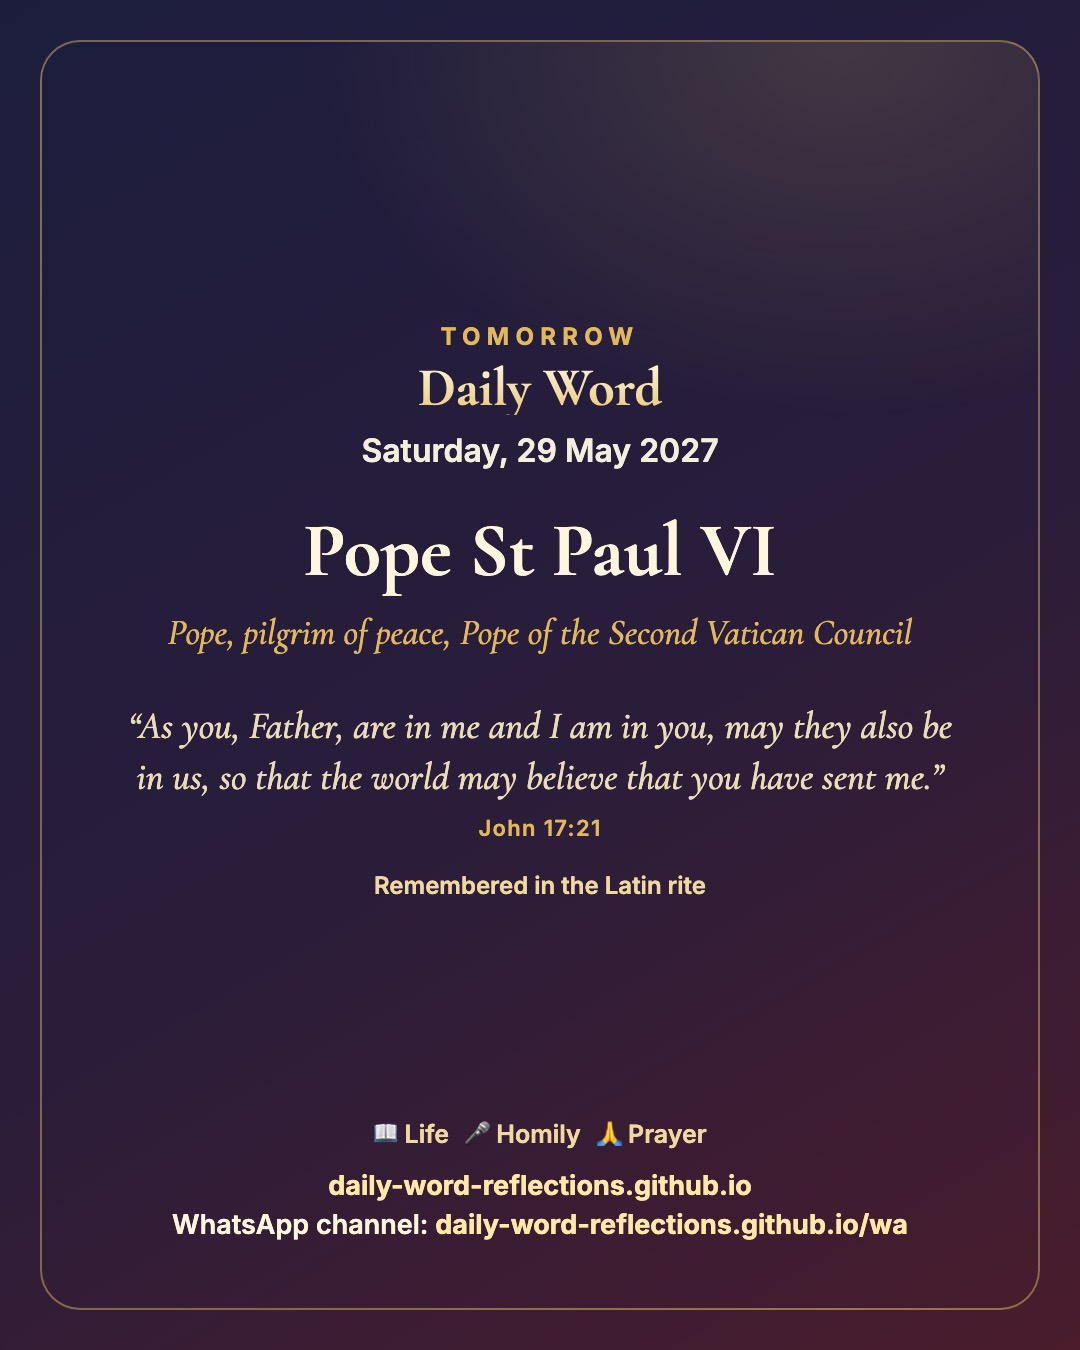 TOMORROW
Daily Word
Saturday, 29 May 2027
Pope St Paul VI
Pope, pilgrim of peace, Pope of the Second Vatican Council
“As you, Father, are in me and I am in you, may they also be
in us, so that the world may believe that you have sent me.”
John 17:21
Remembered in the Latin rite
📖 Life 🎤 Homily 🙏 Prayer
daily-word-reflections.github.io
WhatsApp channel: daily-word-reflections.github.io/wa